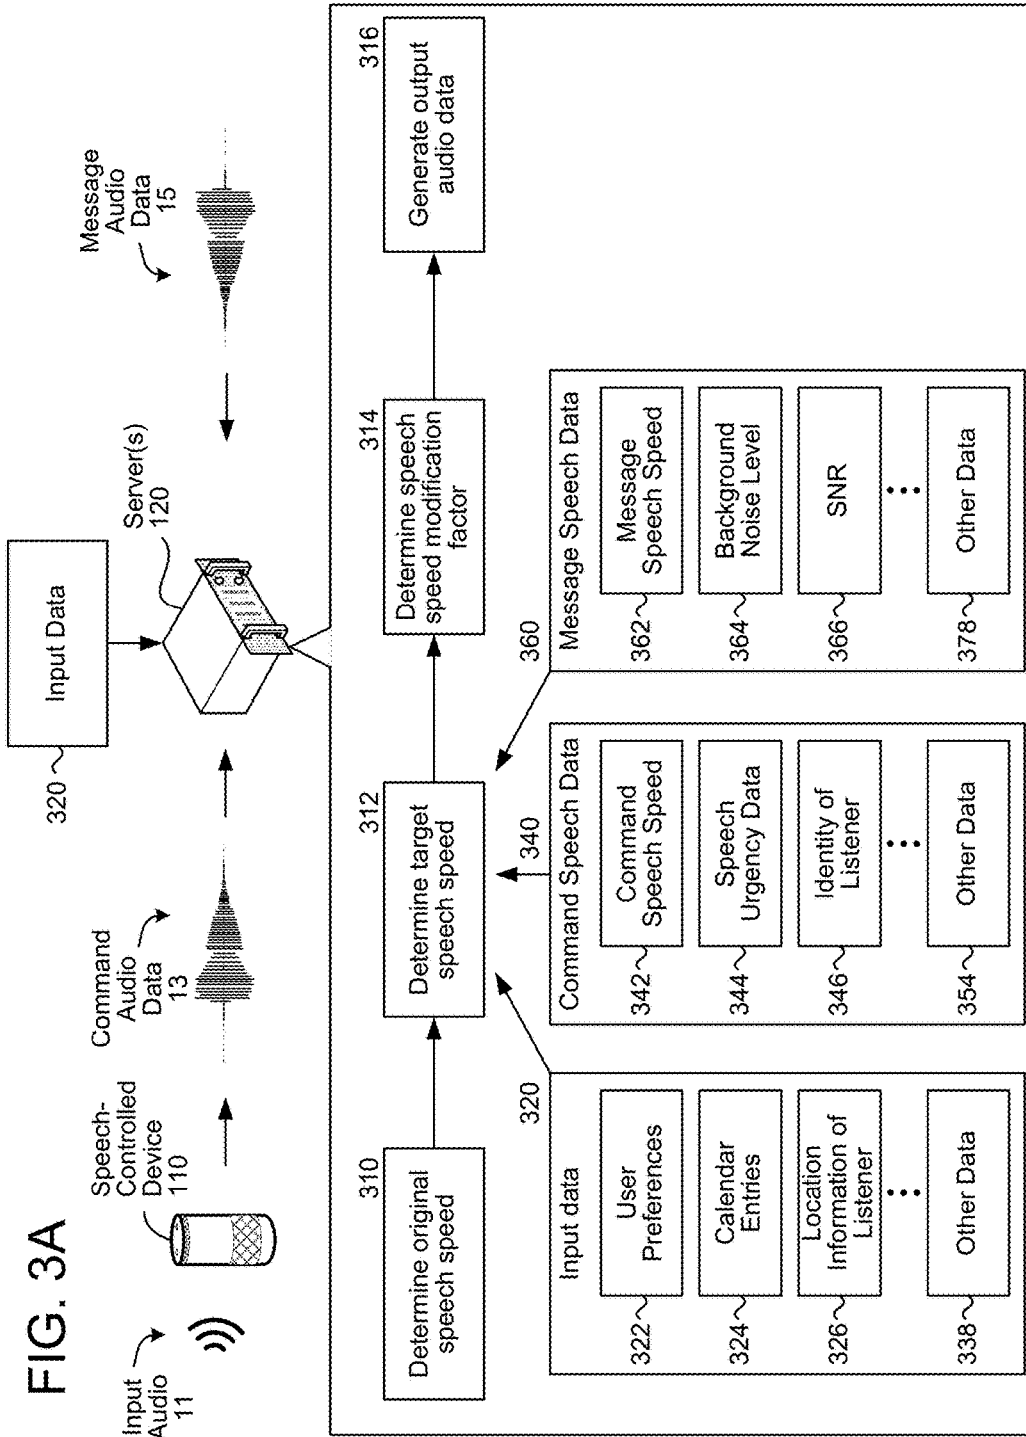 FIG. 3A
Input
Audio
11
Speech-
Controlled
Device
110
Command
Audio
Data
13
320
Input Data
Server(s)
120
Message
Audio
Data
15
310
Determine original
speech speed
312
Determine target
speech speed
314
Determine speech
speed modification
factor
316
Generate output
audio data
320
Input data
322
User
Preferences
324
Calendar
Entries
326
Location
Information of
Listener
338
Other Data
340
Command Speech Data
342
Command
Speech Speed
344
Speech
Urgency Data
346
Identity of
Listener
354
Other Data
360
Message Speech Data
362
Message
Speech Speed
364
Background
Noise Level
366
SNR
378
Other Data